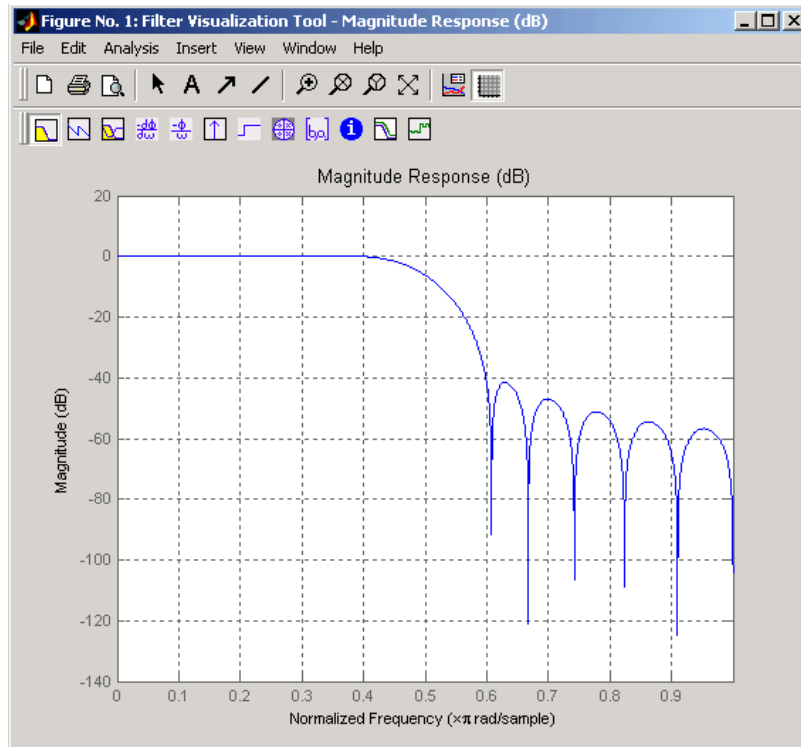 Figure No. 1: Filter Visualization Tool - Magnitude Response (dB)
File Edit Analysis Insert View Window Help
A
-dϕ
dω
-ϕ
ω
[b,a]
i
Magnitude Response (dB)
20
0
-20
-40
-60
-80
-100
-120
-140
Magnitude (dB)
0 0.1 0.2 0.3 0.4 0.5 0.6 0.7 0.8 0.9
Normalized Frequency (×π rad/sample)